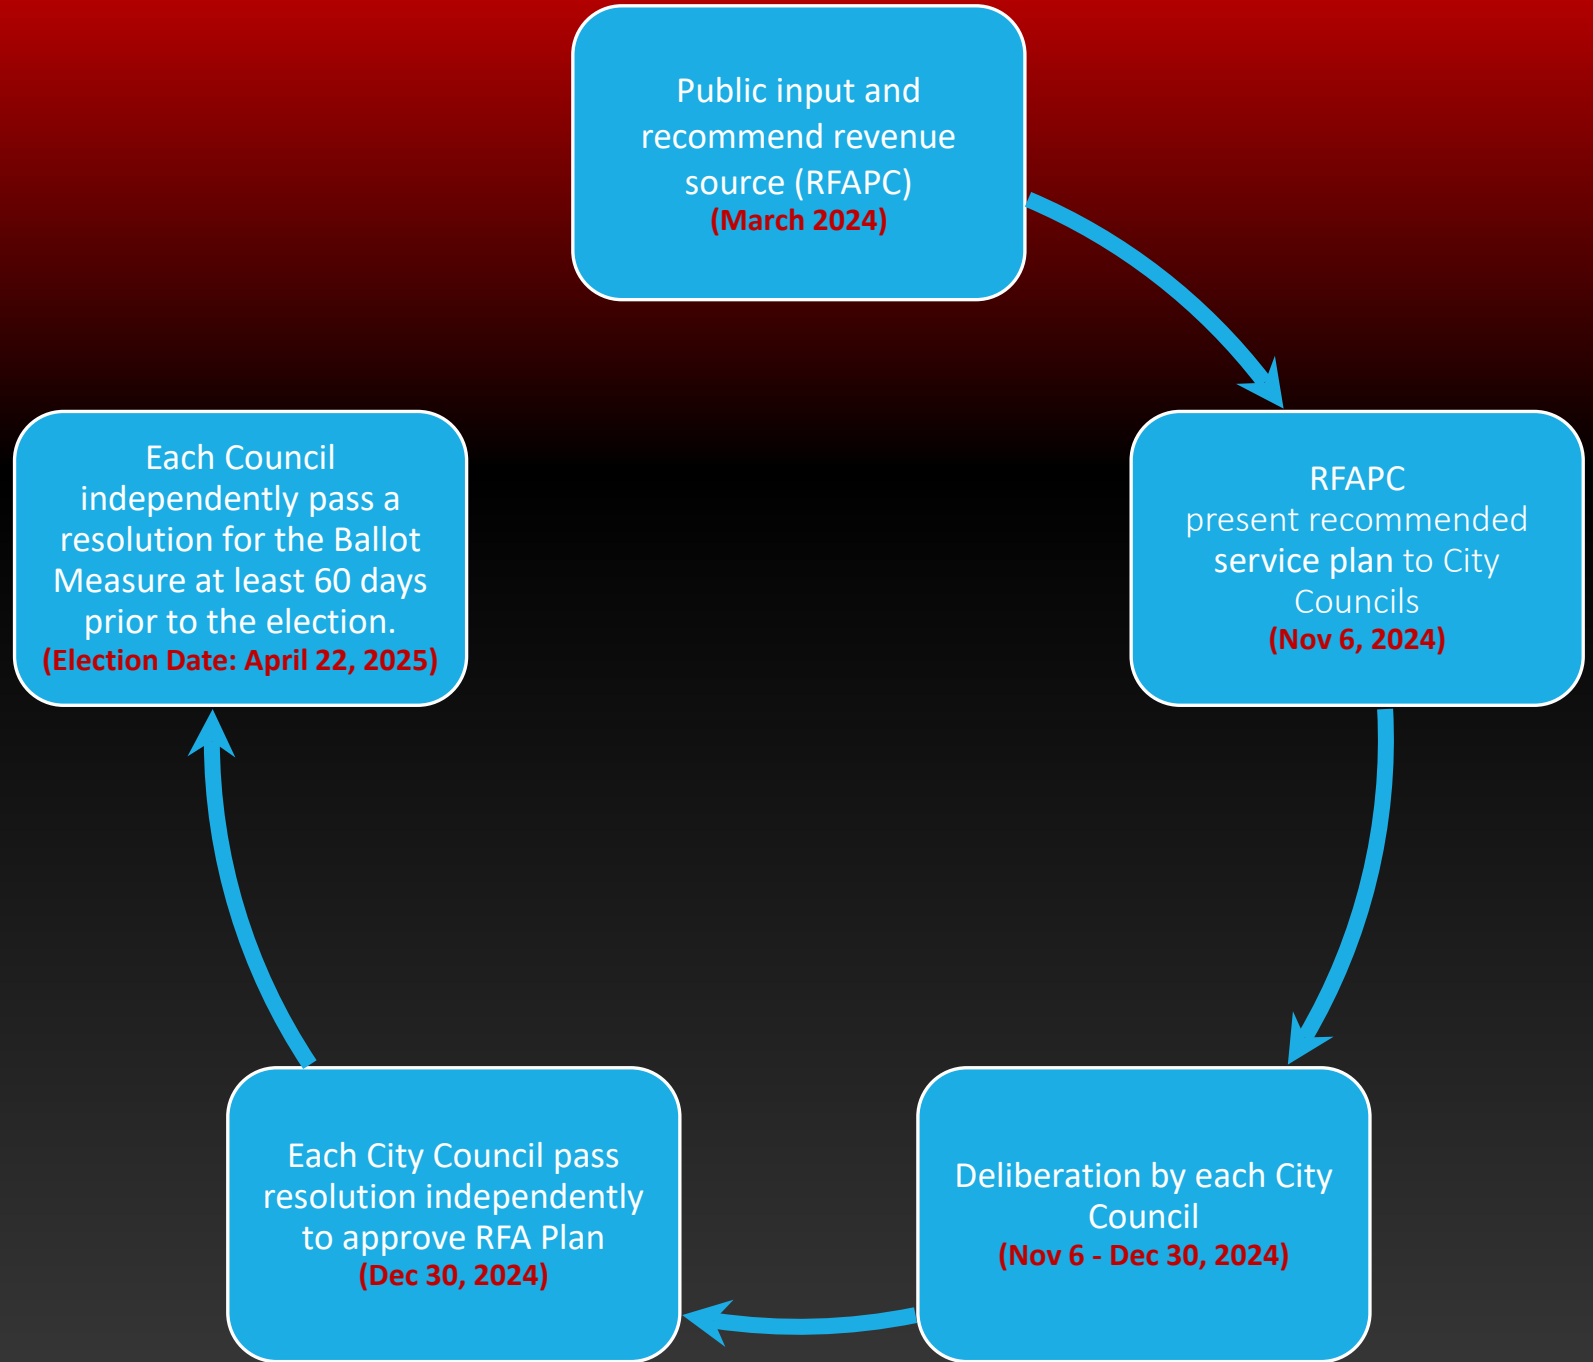 Public input and
recommend revenue
source (RFAPC)
(March 2024)
RFAPC
present recommended
service plan to City
Councils
(Nov 6, 2024)
Deliberation by each City
Council
(Nov 6 - Dec 30, 2024)
Each City Council pass
resolution independently
to approve RFA Plan
(Dec 30, 2024)
Each Council
independently pass a
resolution for the Ballot
Measure at least 60 days
prior to the election.
(Election Date: April 22, 2025)